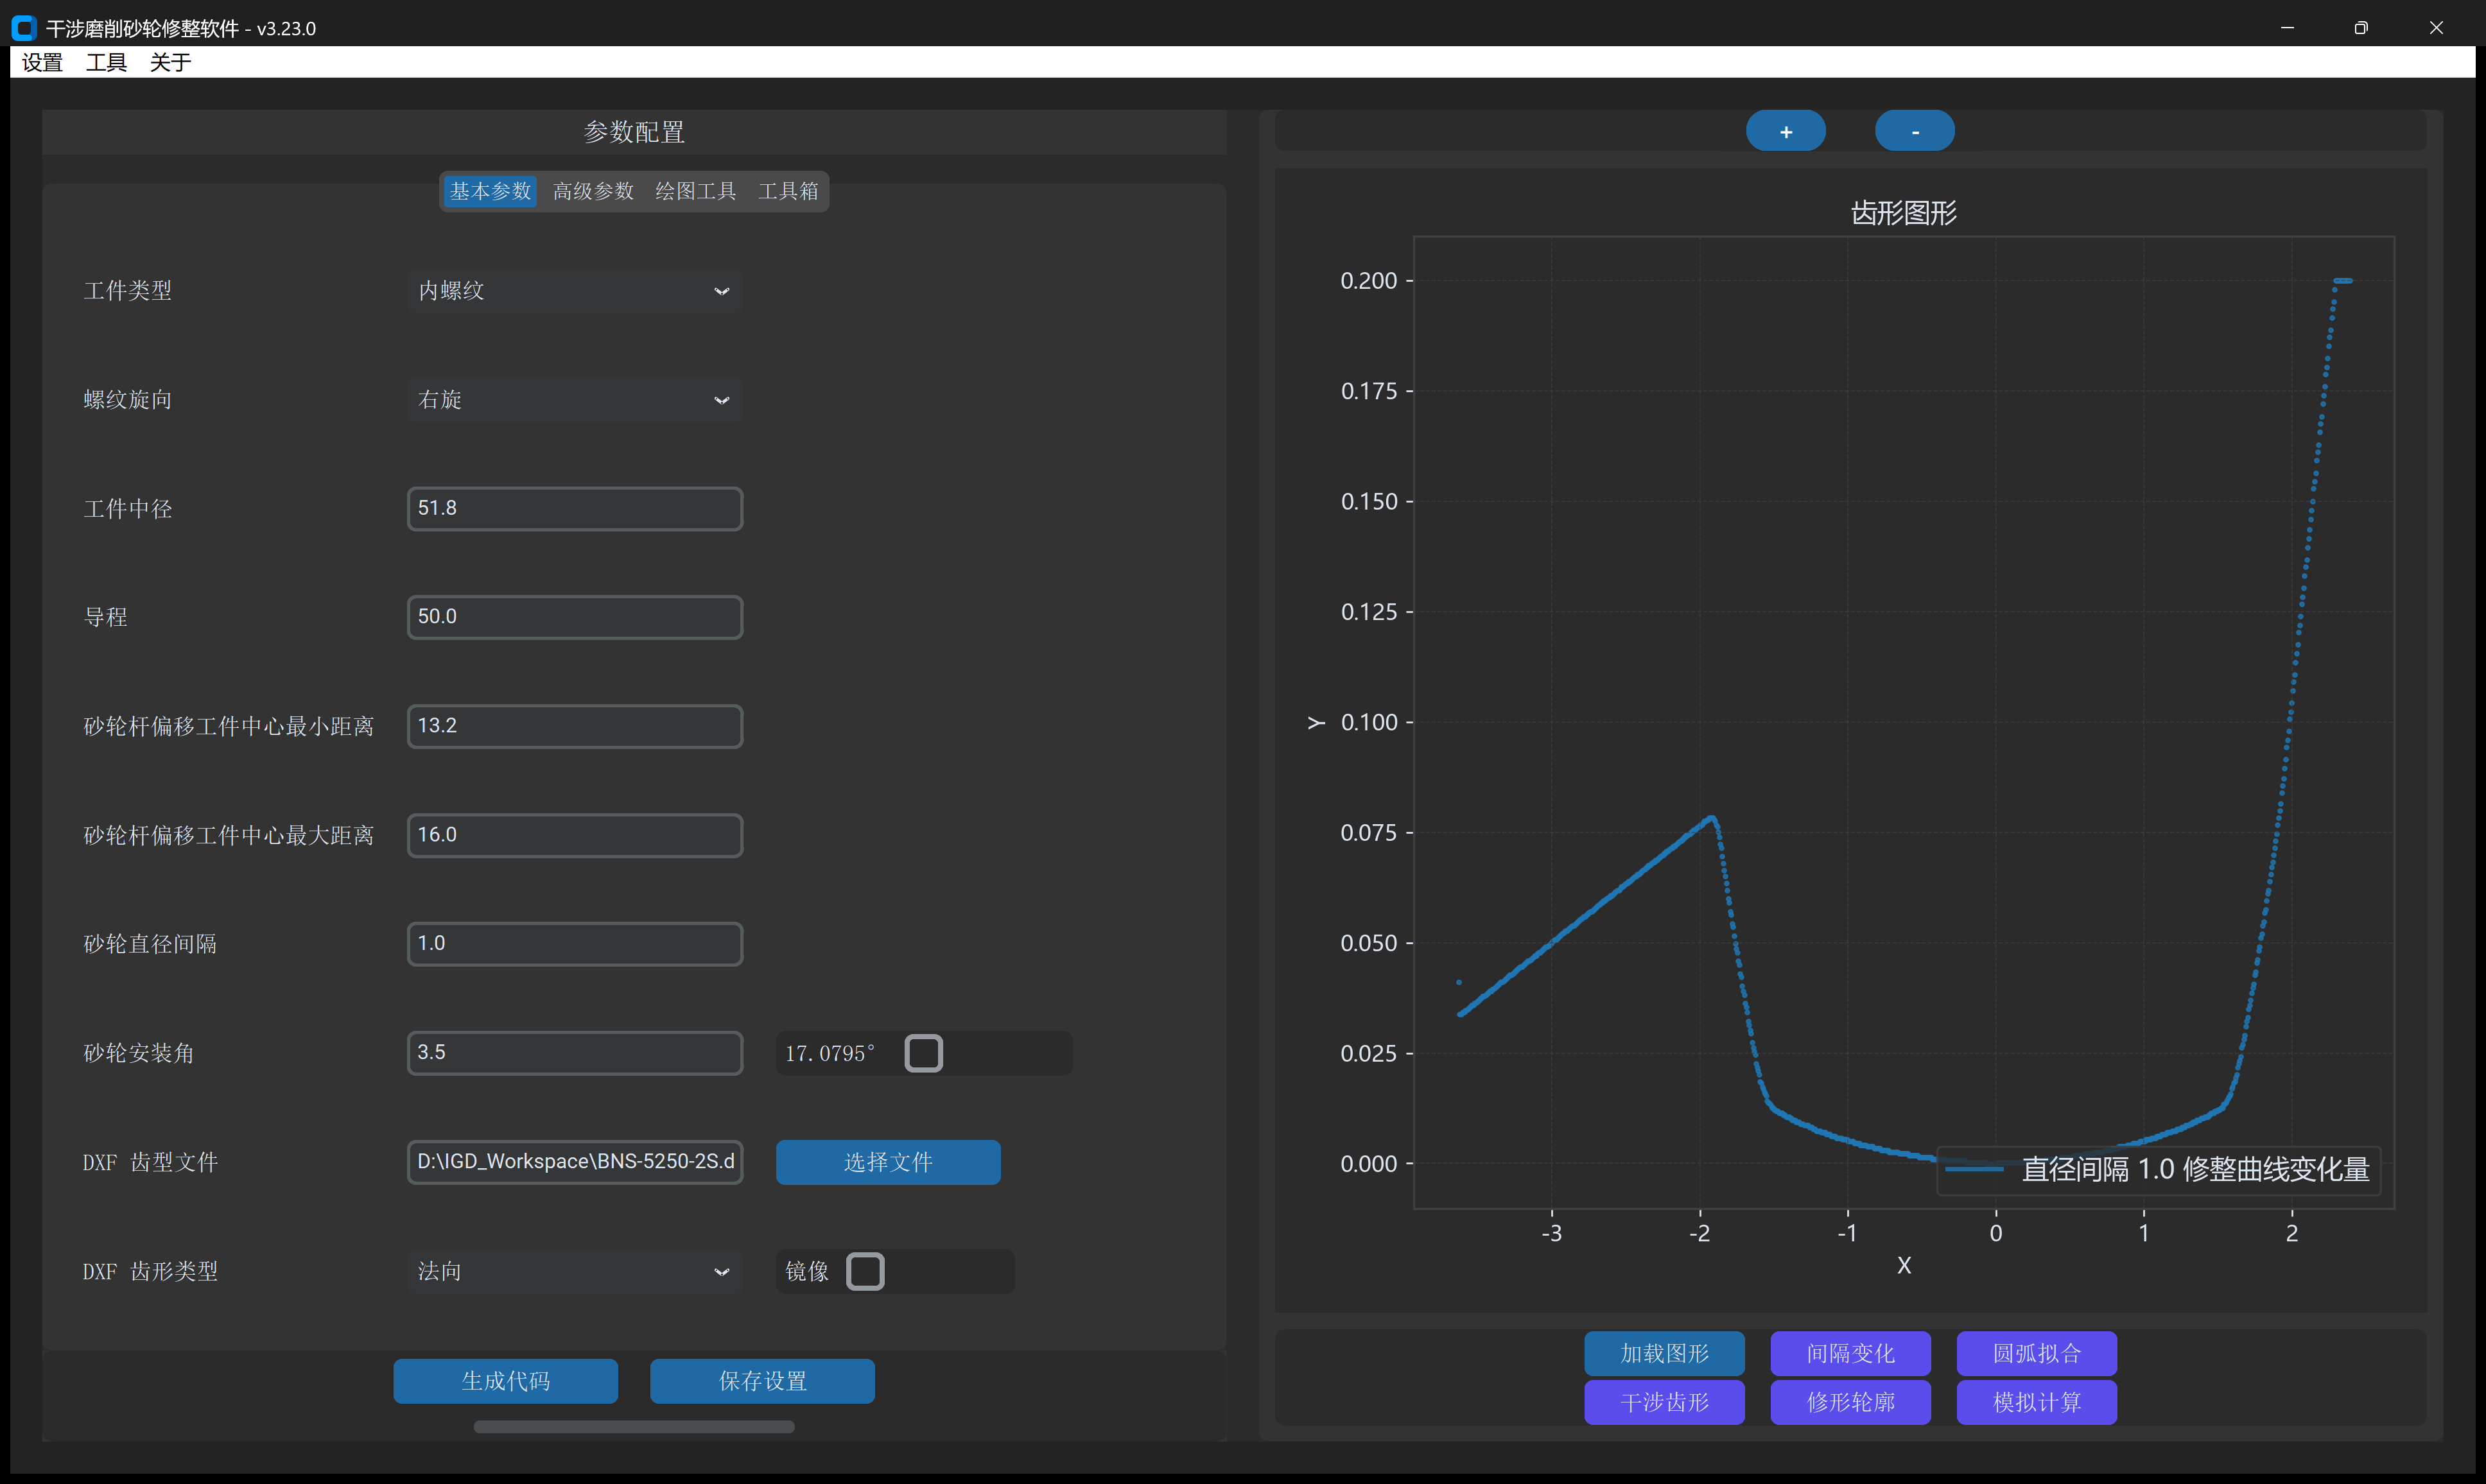 干涉磨削砂轮修整软件 - v3.23.0
设置 工具 关于
参数配置
基本参数 高级参数 绘图工具 工具箱
工件类型 内螺纹
螺纹旋向 右旋
工件中径 51.8
导程 50.0
砂轮杆偏移工件中心最小距离 13.2
砂轮杆偏移工件中心最大距离 16.0
砂轮直径间隔 1.0
砂轮安装角 3.5 17.0795°
DXF 齿型文件 D:\IGD_Workspace\BNS-5250-2S.d 选择文件
DXF 齿形类型 法向 镜像
生成代码 保存设置
+ -
齿形图形
0.200
0.175
0.150
0.125
0.100
0.075
0.050
0.025
0.000
Y
直径间隔 1.0 修整曲线变化量
-3 -2 -1 0 1 2
X
加载图形 间隔变化 圆弧拟合
干涉齿形 修形轮廓 模拟计算